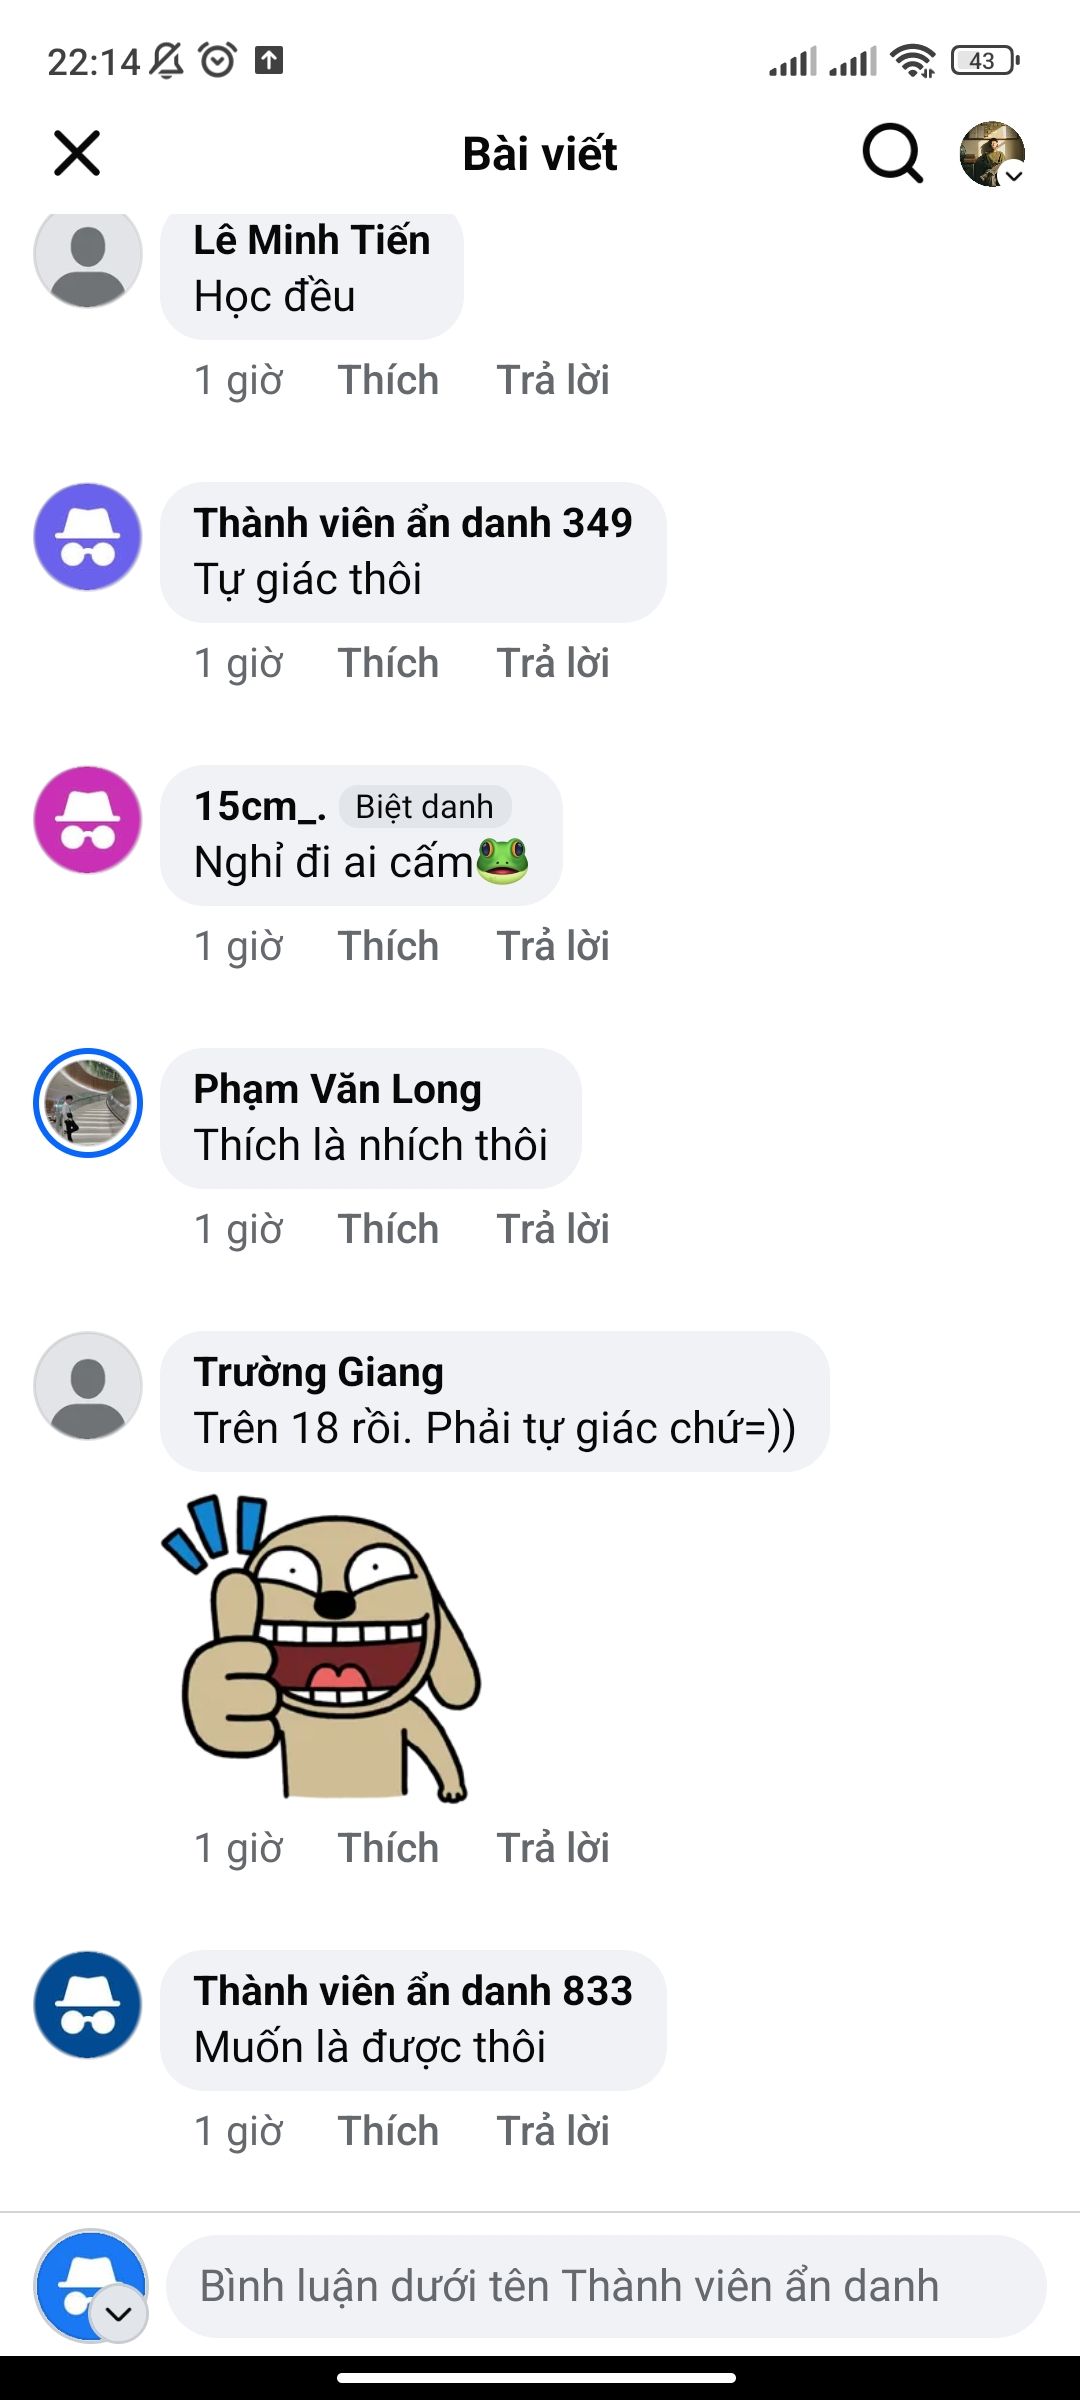 22:14
43
Bài viết
Lê Minh Tiến
Học đều
1 giờ Thích Trả lời
Thành viên ẩn danh 349
Tự giác thôi
1 giờ Thích Trả lời
15cm_. Biệt danh
Nghỉ đi ai cấm🐸
1 giờ Thích Trả lời
Phạm Văn Long
Thích là nhích thôi
1 giờ Thích Trả lời
Trường Giang
Trên 18 rồi. Phải tự giác chứ=))
1 giờ Thích Trả lời
Thành viên ẩn danh 833
Muốn là được thôi
1 giờ Thích Trả lời
Bình luận dưới tên Thành viên ẩn danh